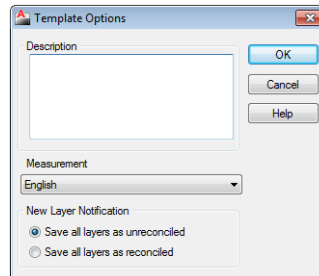 Template Options
Description
OK
Cancel
Help
Measurement
English
New Layer Notification
Save all layers as unreconciled
Save all layers as reconciled